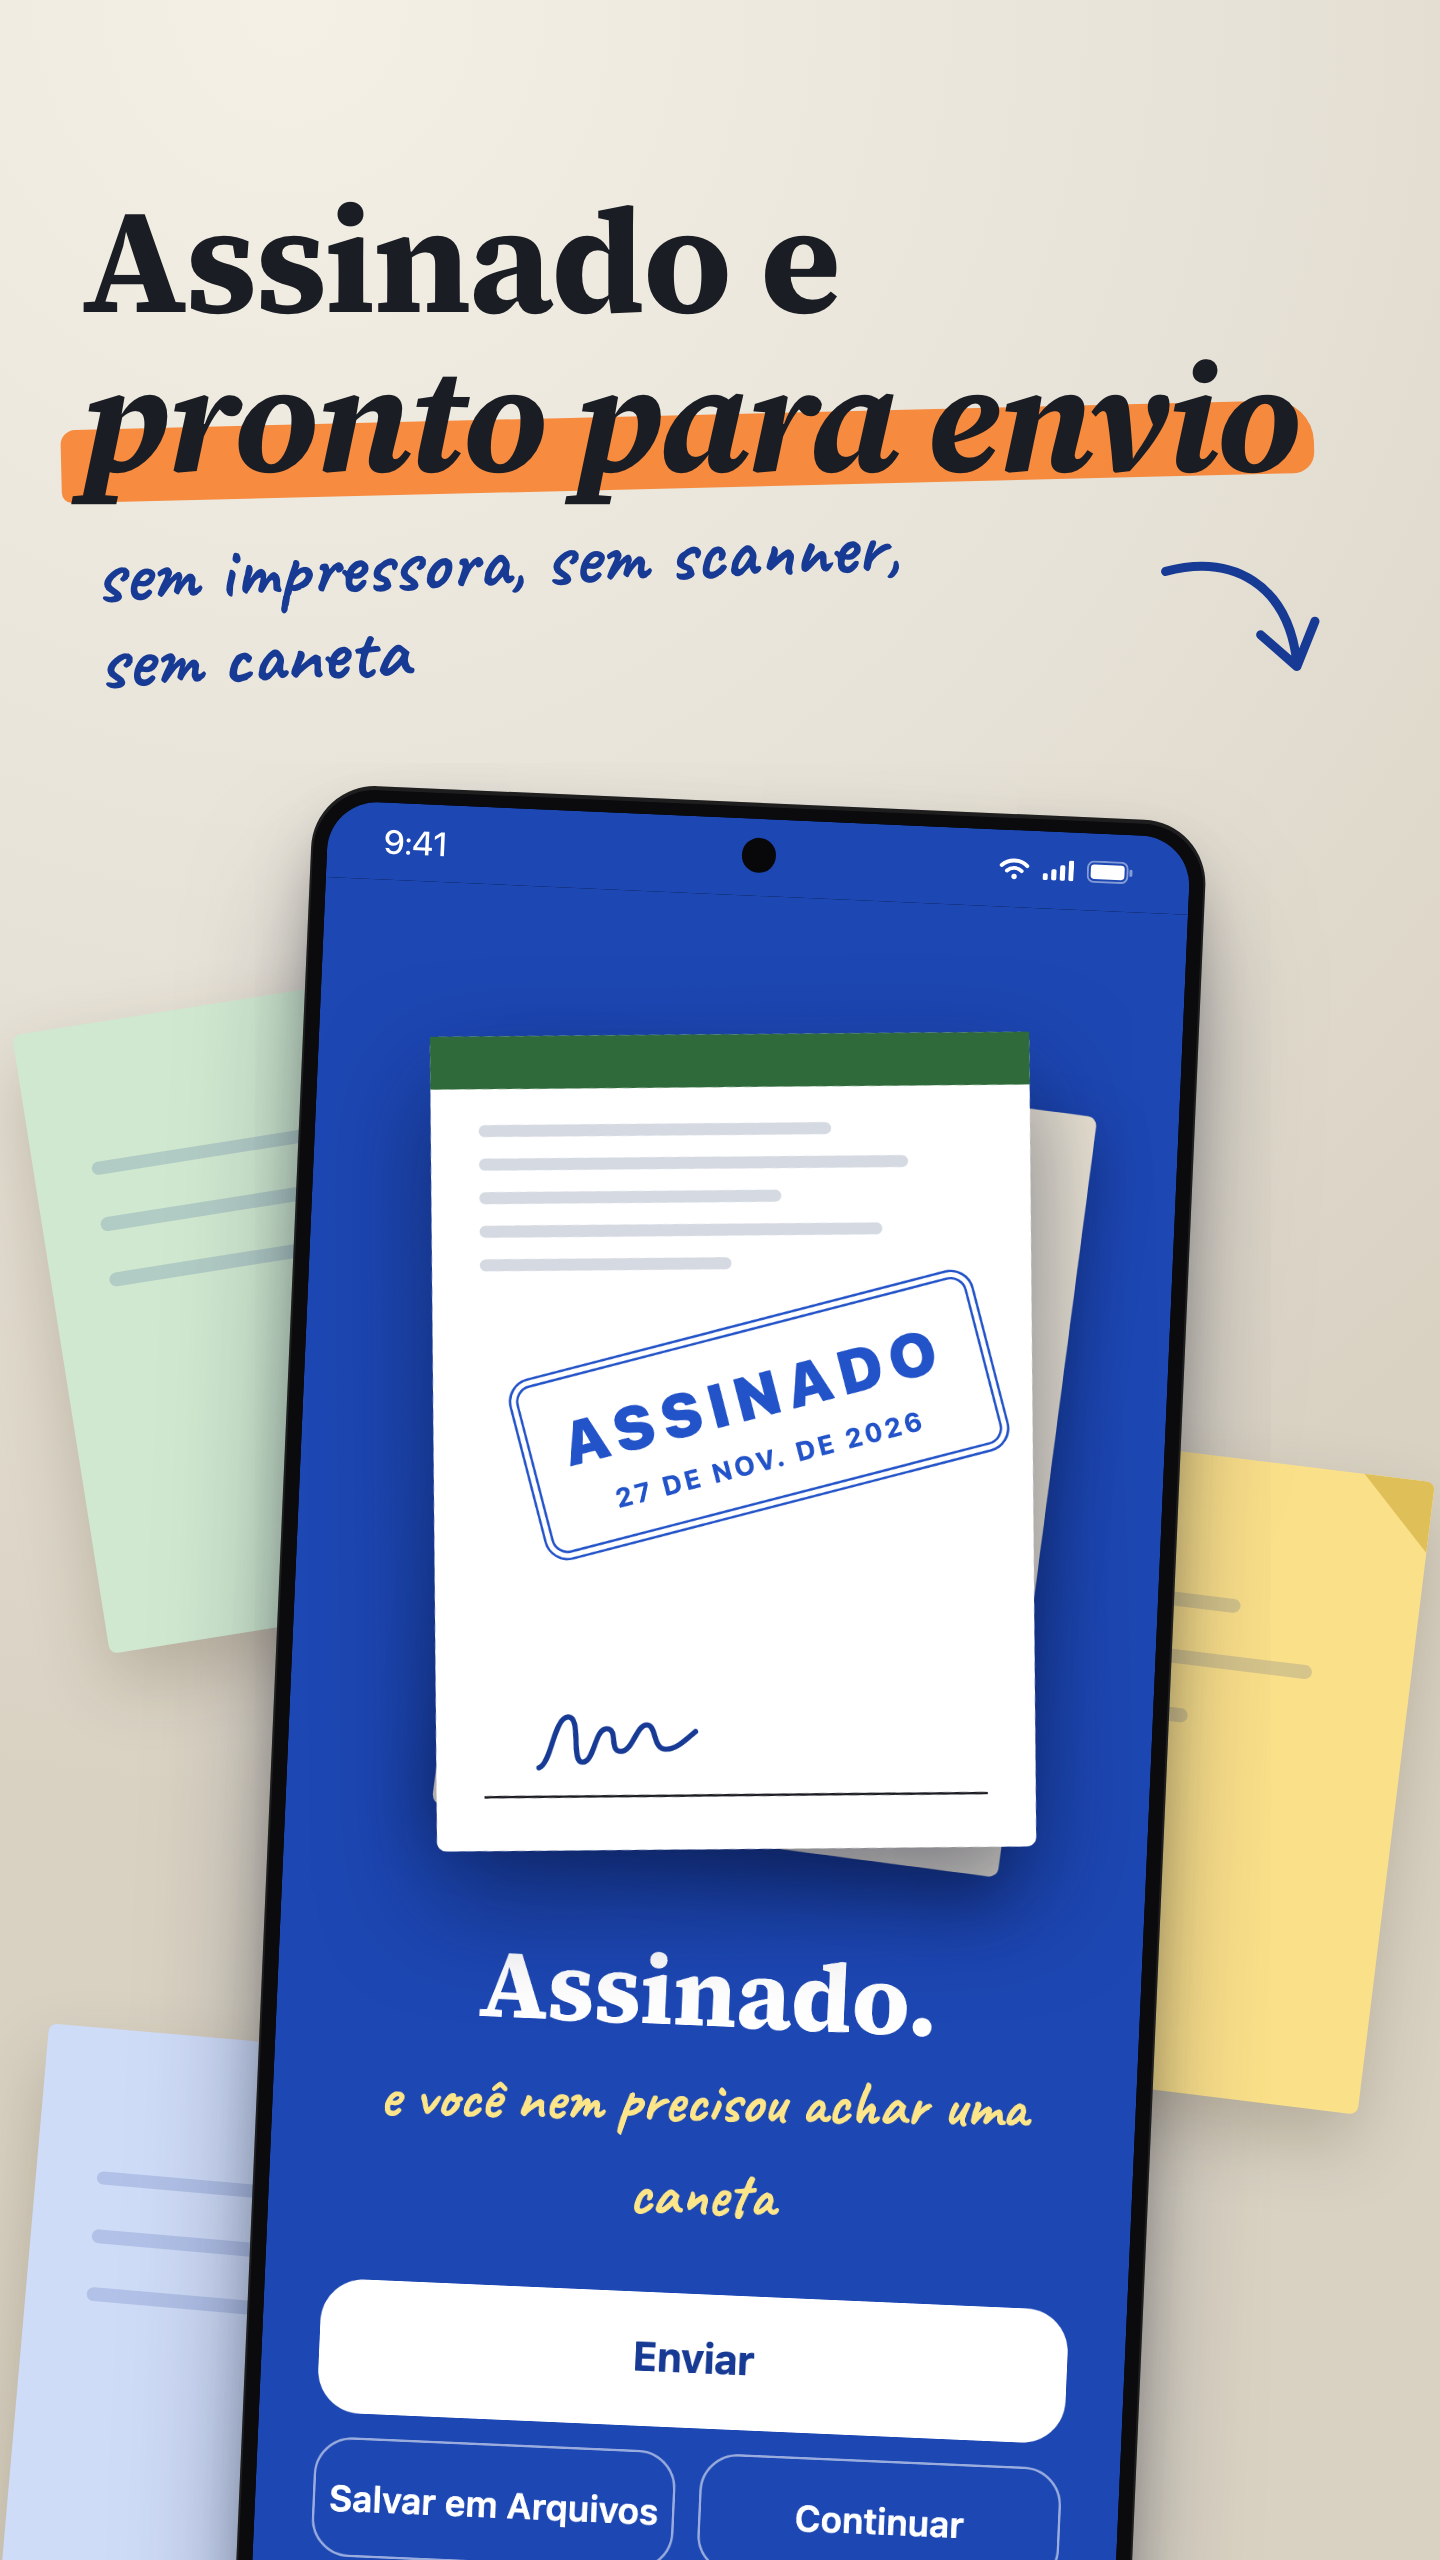 Assinado e
pronto para envio
sem impressora, sem scanner,
sem caneta
9:41
ASSINADO
27 DE NOV. DE 2026
Assinado.
e você nem precisou achar uma
caneta
Enviar
Salvar em Arquivos
Continuar